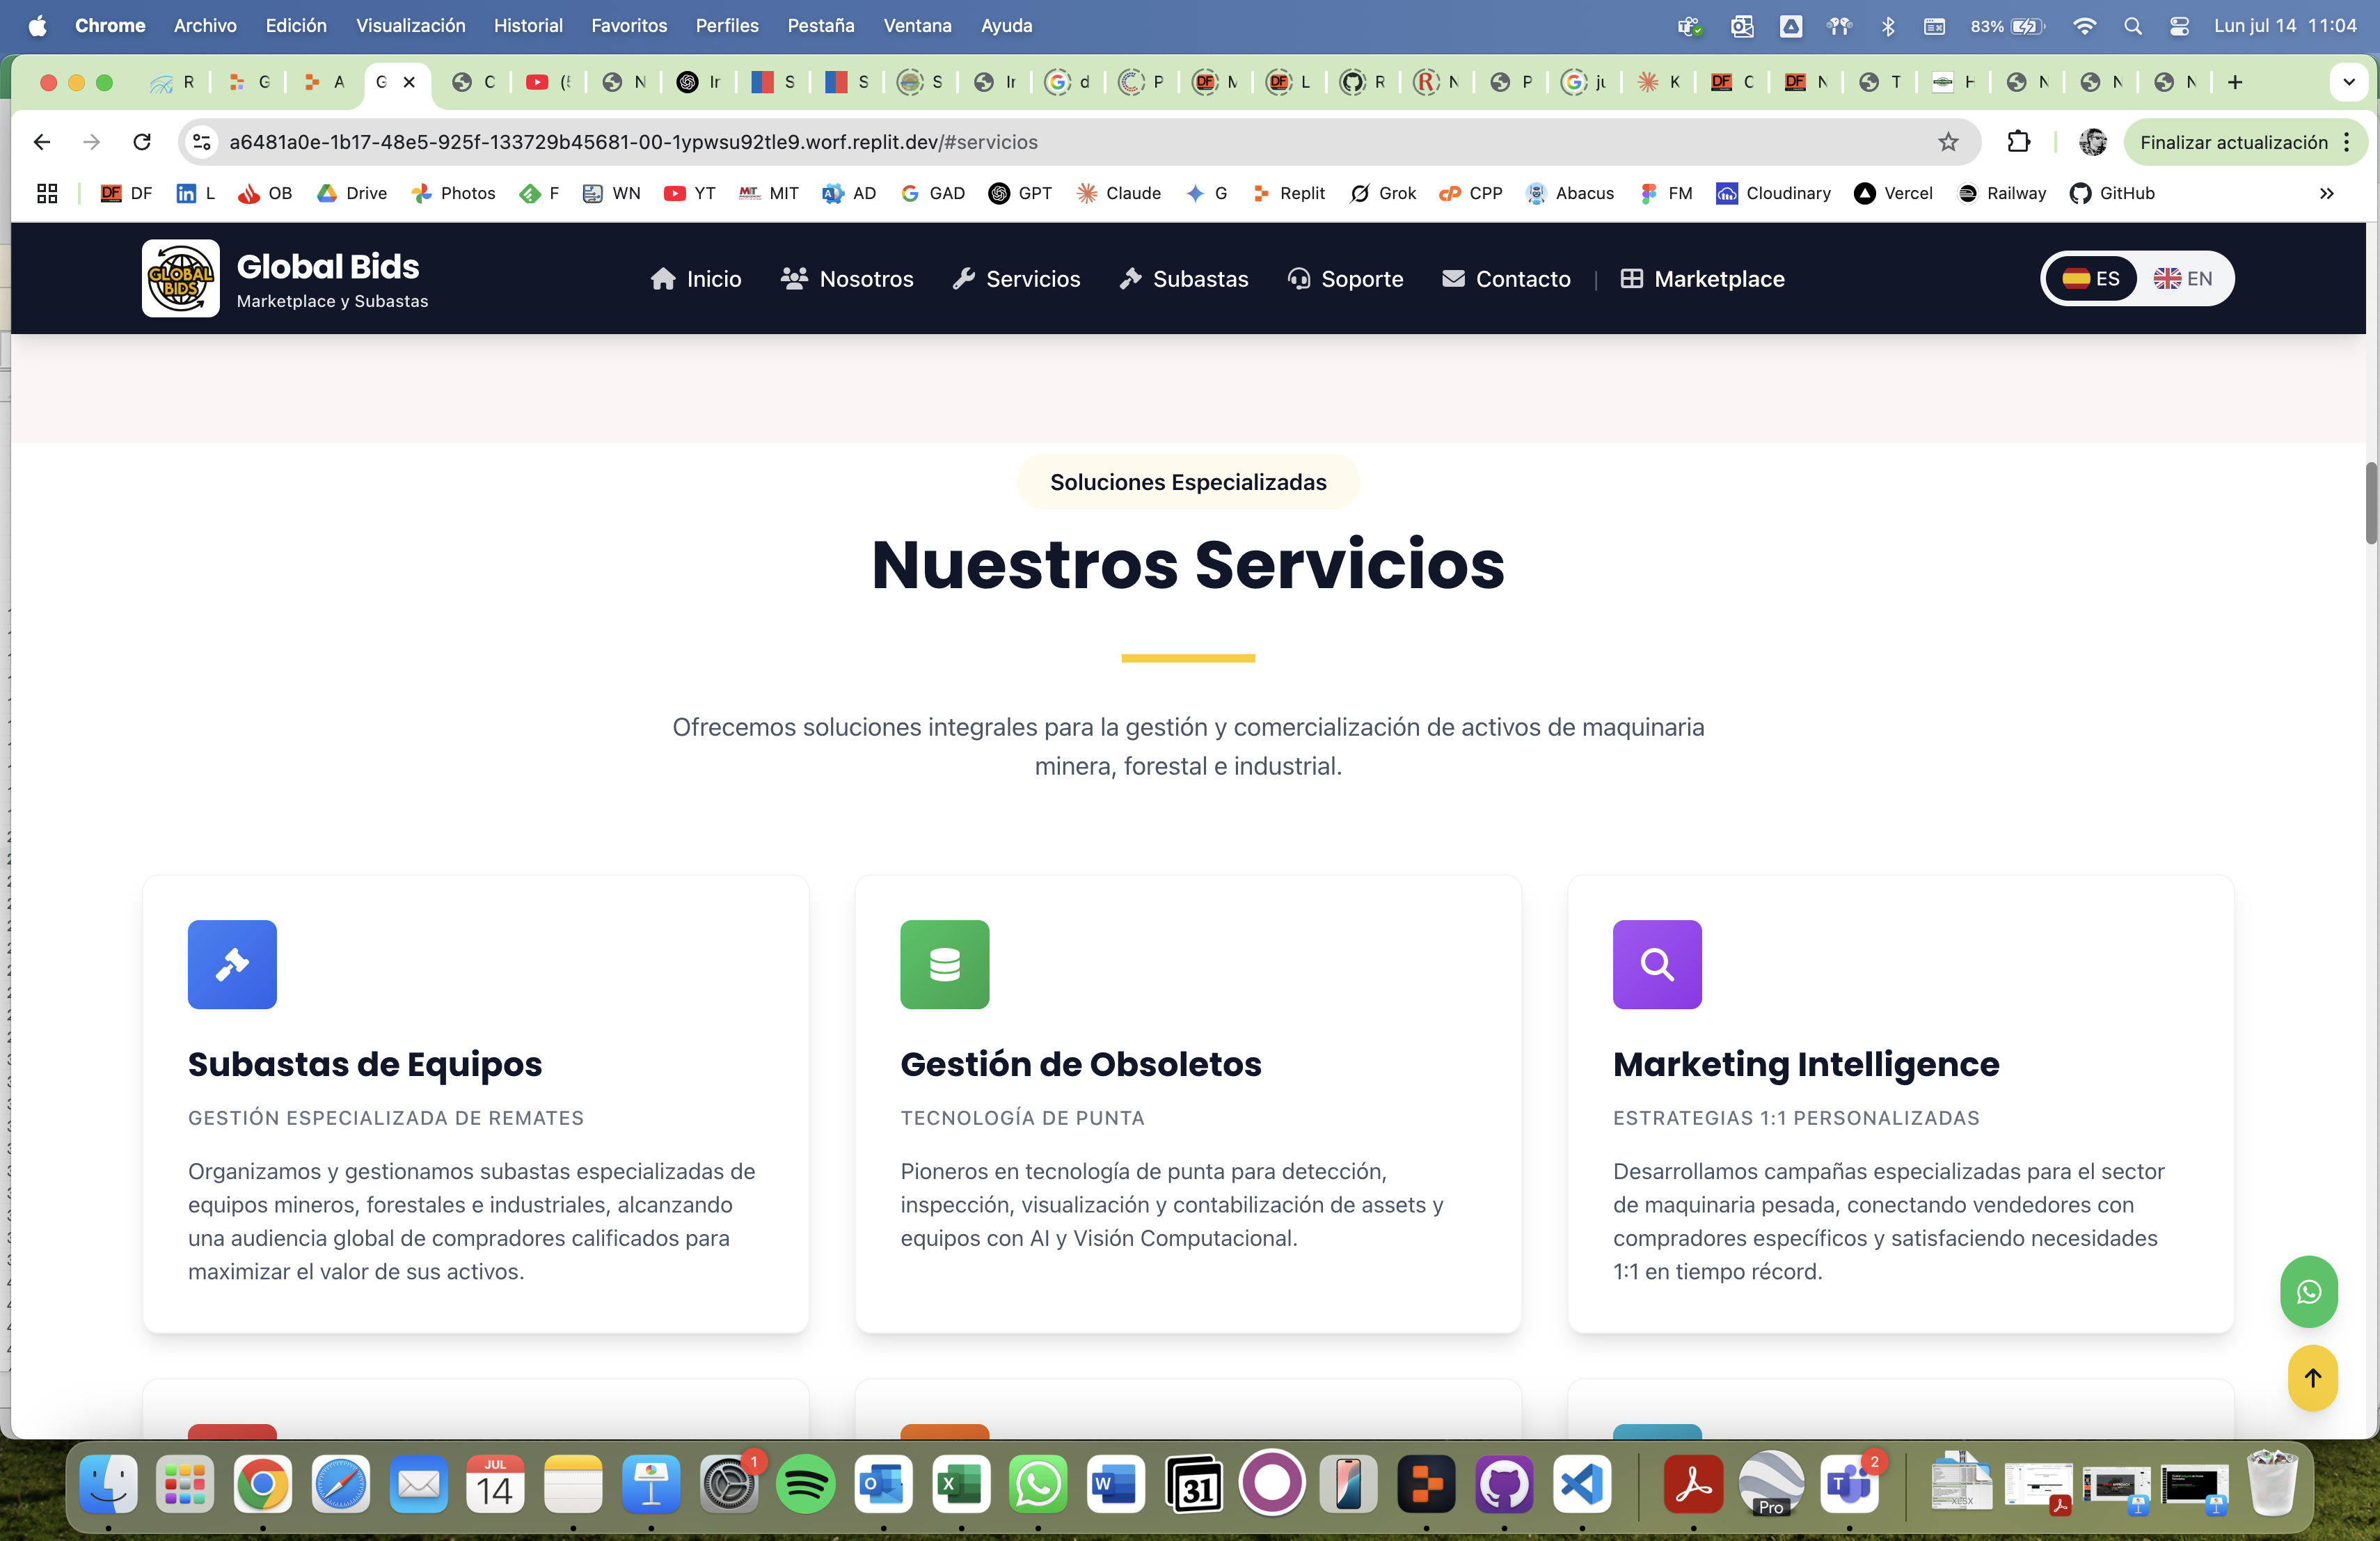 Chrome Archivo Edición Visualización Historial Favoritos Perfiles Pestaña Ventana Ayuda 83% Lun jul 14 11:04
R G A G C N Ir S S S Ir d P M L R N P K C N T H N N N
a6481a0e-1b17-48e5-925f-133729b45681-00-1ypwsu92tle9.worf.replit.dev/#servicios Finalizar actualización
DF L OB Drive Photos F WN YT MIT AD GAD GPT Claude G Replit Grok CPP Abacus FM Cloudinary Vercel Railway GitHub
GLOBAL BIDS
Global Bids
Marketplace y Subastas
Inicio Nosotros Servicios Subastas Soporte Contacto | Marketplace ES EN
Soluciones Especializadas
Nuestros Servicios
Ofrecemos soluciones integrales para la gestión y comercialización de activos de maquinaria
minera, forestal e industrial.
Subastas de Equipos
GESTIÓN ESPECIALIZADA DE REMATES
Organizamos y gestionamos subastas especializadas de
equipos mineros, forestales e industriales, alcanzando
una audiencia global de compradores calificados para
maximizar el valor de sus activos.
Gestión de Obsoletos
TECNOLOGÍA DE PUNTA
Pioneros en tecnología de punta para detección,
inspección, visualización y contabilización de assets y
equipos con AI y Visión Computacional.
Marketing Intelligence
ESTRATEGIAS 1:1 PERSONALIZADAS
Desarrollamos campañas especializadas para el sector
de maquinaria pesada, conectando vendedores con
compradores específicos y satisfaciendo necesidades
1:1 en tiempo récord.
JUL
14
1
31
Pro
2
XLSX